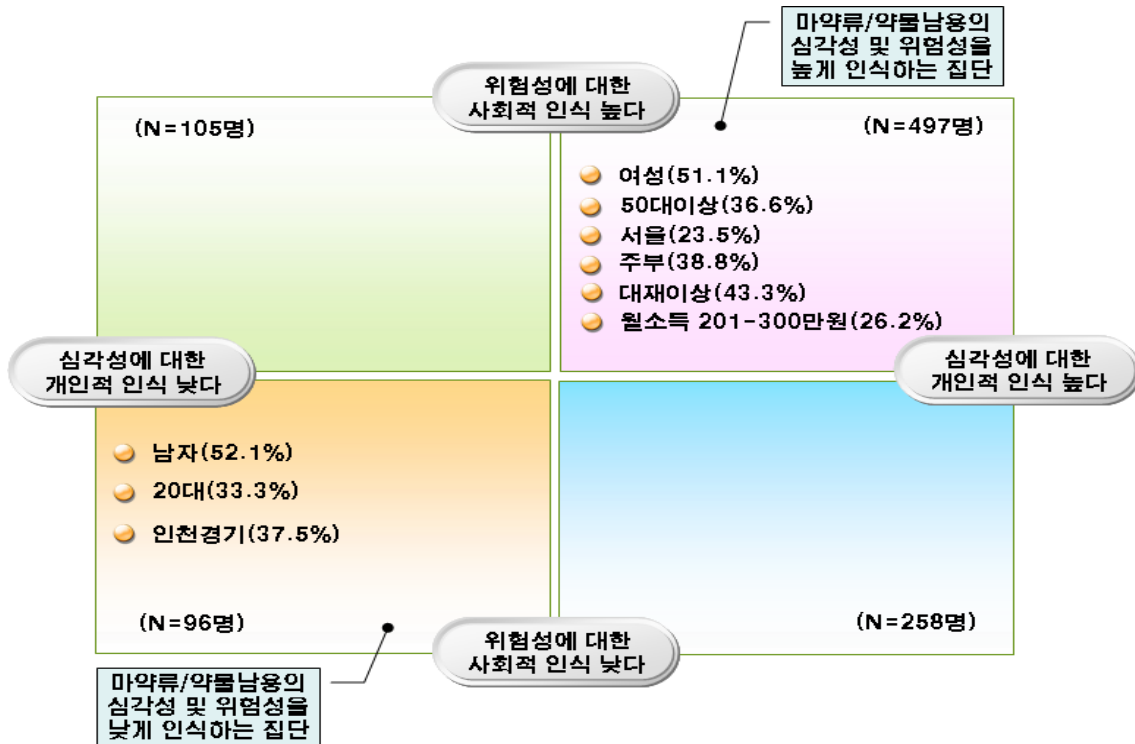 마약류/약물남용의
심각성 및 위험성을
높게 인식하는 집단
위험성에 대한
사회적 인식 높다
(N=105명)
(N=497명)
여성(51.1%)
50대이상(36.6%)
서울(23.5%)
주부(38.8%)
대재이상(43.3%)
월소득 201-300만원(26.2%)
심각성에 대한
개인적 인식 낮다
심각성에 대한
개인적 인식 높다
남자(52.1%)
20대(33.3%)
인천경기(37.5%)
(N=96명)
(N=258명)
위험성에 대한
사회적 인식 낮다
마약류/약물남용의
심각성 및 위험성을
낮게 인식하는 집단